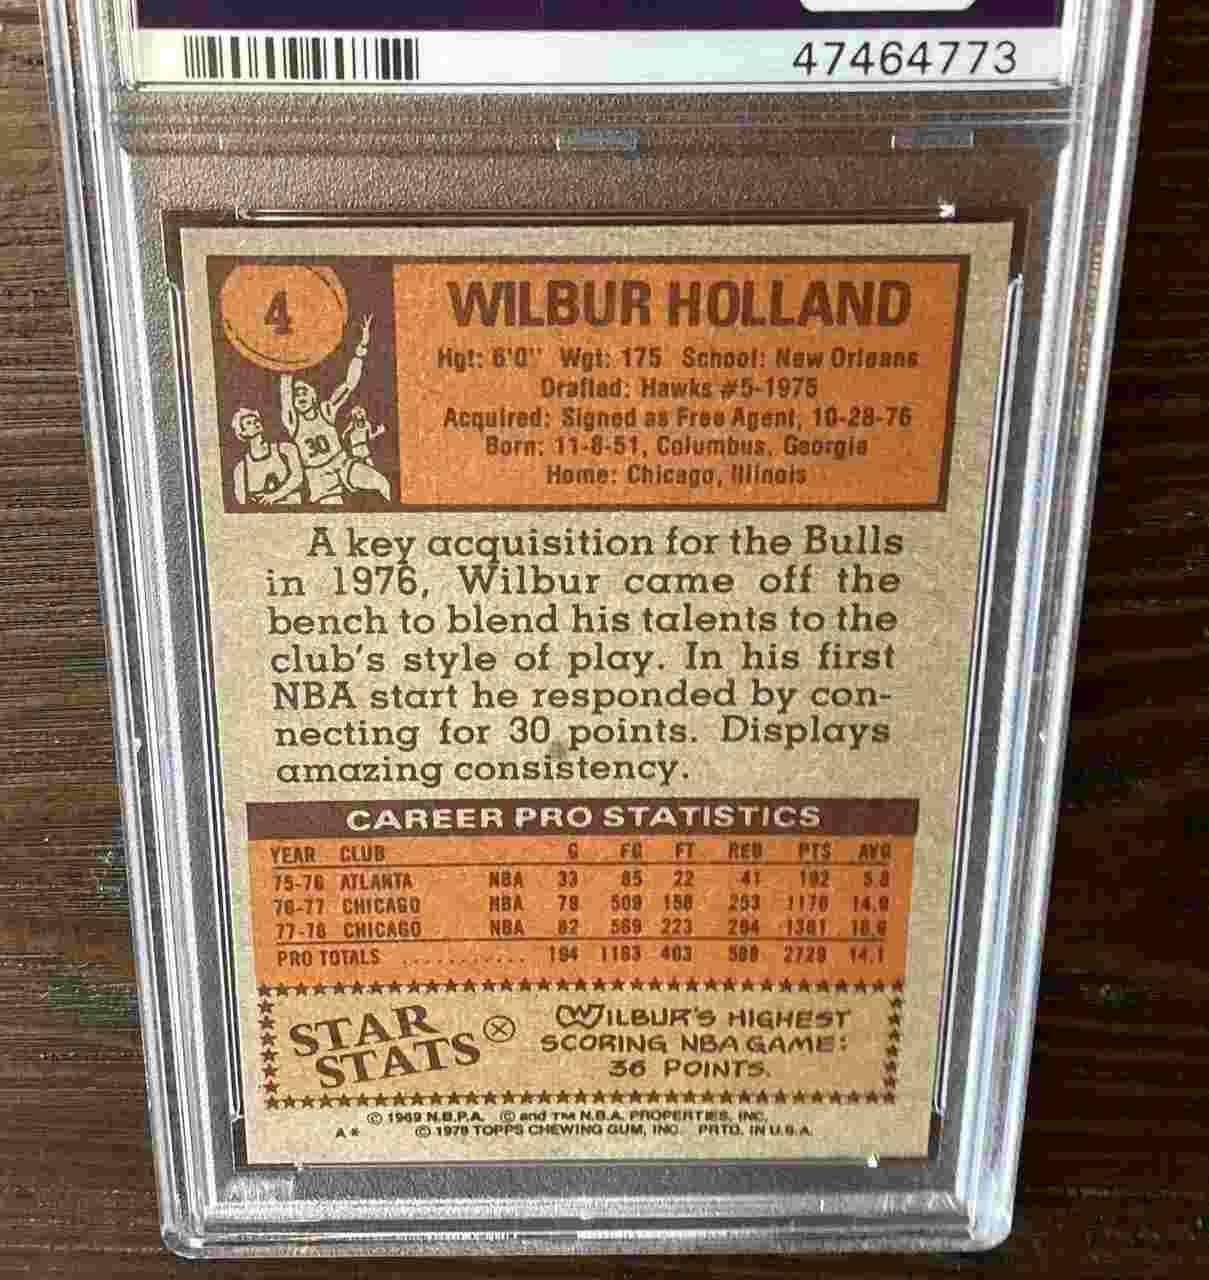 47464773
4
30
WILBUR HOLLAND
Hgt: 6'0" Wgt: 175 School: New Orleans
Drafted: Hawks #5-1975
Acquired: Signed as Free Agent, 10-28-76
Born: 11-8-51, Columbus, Georgia
Home: Chicago, Illinois
A key acquisition for the Bulls
in 1976, Wilbur came off the
bench to blend his talents to the
club's style of play. In his first
NBA start he responded by con-
necting for 30 points. Displays
amazing consistency.
CAREER PRO STATISTICS
YEAR CLUB G FG FT REB PTS AVG
75-76 ATLANTA NBA 33 85 22 41 192 5.8
76-77 CHICAGO NBA 79 509 158 253 1176 14.9
77-78 CHICAGO NBA 82 569 223 294 1361 16.6
PRO TOTALS ........... 194 1163 403 588 2729 14.1
STAR
STATS
WILBUR'S HIGHEST
SCORING NBA GAME:
36 POINTS.
© 1969 N.B.P.A. © and TM N.B.A. PROPERTIES, INC.
A* © 1978 TOPPS CHEWING GUM, INC. PRTD. IN U.S.A.